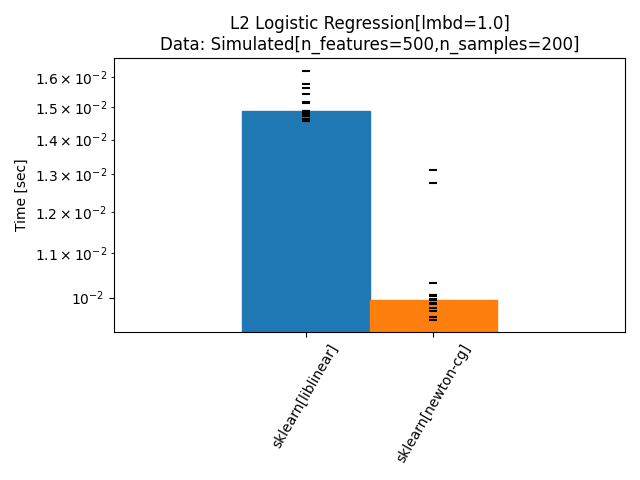 L2 Logistic Regression[lmbd=1.0]
Data: Simulated[n_features=500,n_samples=200]
Time [sec]
1.6 × 10⁻²
1.5 × 10⁻²
1.4 × 10⁻²
1.3 × 10⁻²
1.2 × 10⁻²
1.1 × 10⁻²
10⁻²
sklearn[liblinear]
sklearn[newton-cg]